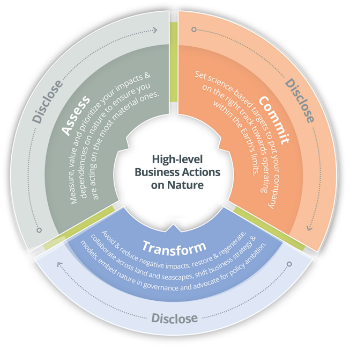 High-level
Business Actions
on Nature
Disclose
Assess
Measure, value and prioritize your impacts &
dependencies on nature to ensure you
are acting on the most material ones.
Disclose
Commit
Set science-based targets to put your company
on the right track towards operating
within the Earth's limits.
Transform
Avoid & reduce negative impacts, restore & regenerate,
collaborate across land and seascapes, shift business strategy &
models, embed nature in governance and advocate for policy ambition.
Disclose